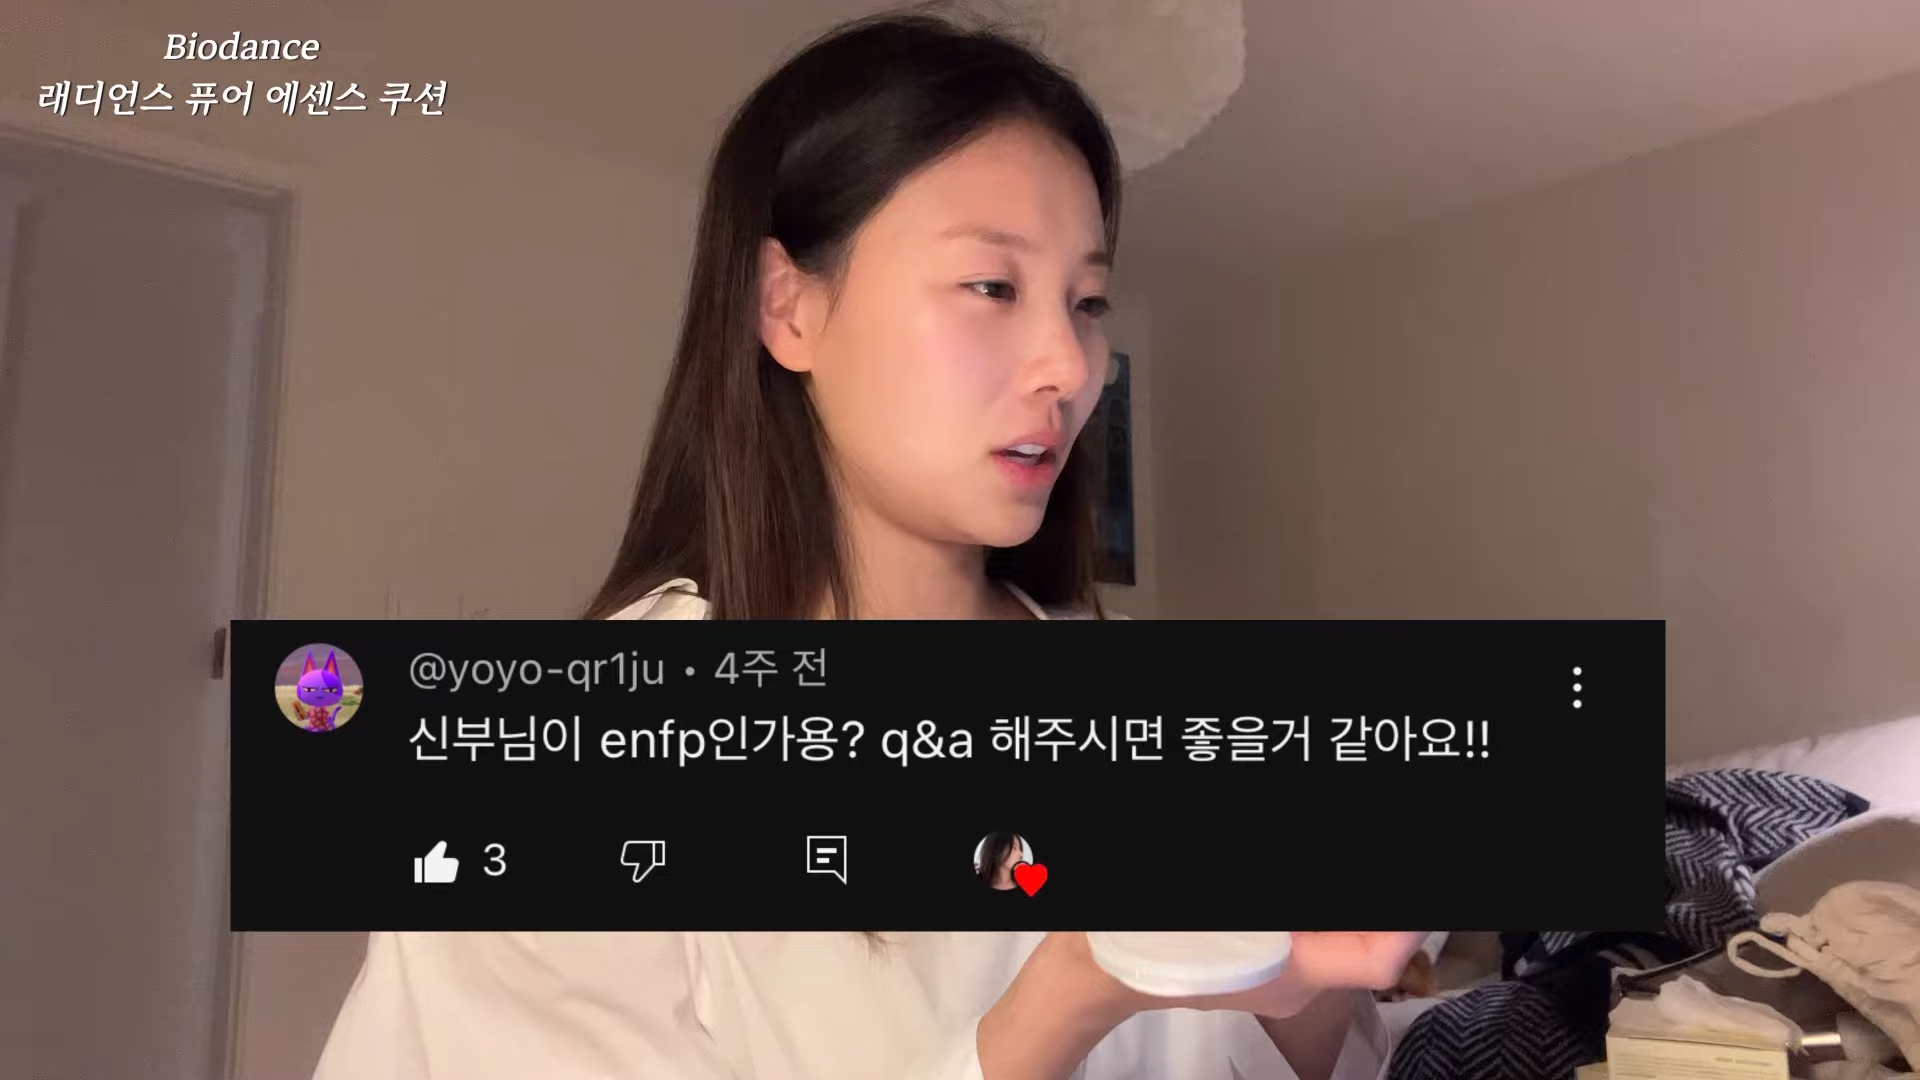 Biodance
래디언스 퓨어 에센스 쿠션
@yoyo-qr1ju • 4주 전
신부님이 enfp인가용? q&a 해주시면 좋을거 같아요!!
3